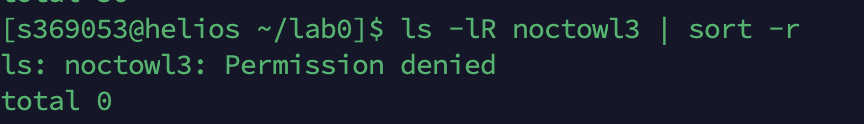 [s369053@helios ~/lab0]$ ls -lR noctowl3 | sort -r
ls: noctowl3: Permission denied
total 0